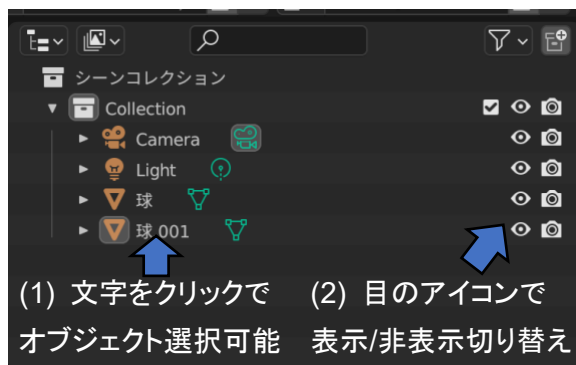 シーンコレクション
Collection
Camera
Light
球
球.001
(1) 文字をクリックで
オブジェクト選択可能
(2) 目のアイコンで
表示/非表示切り替え